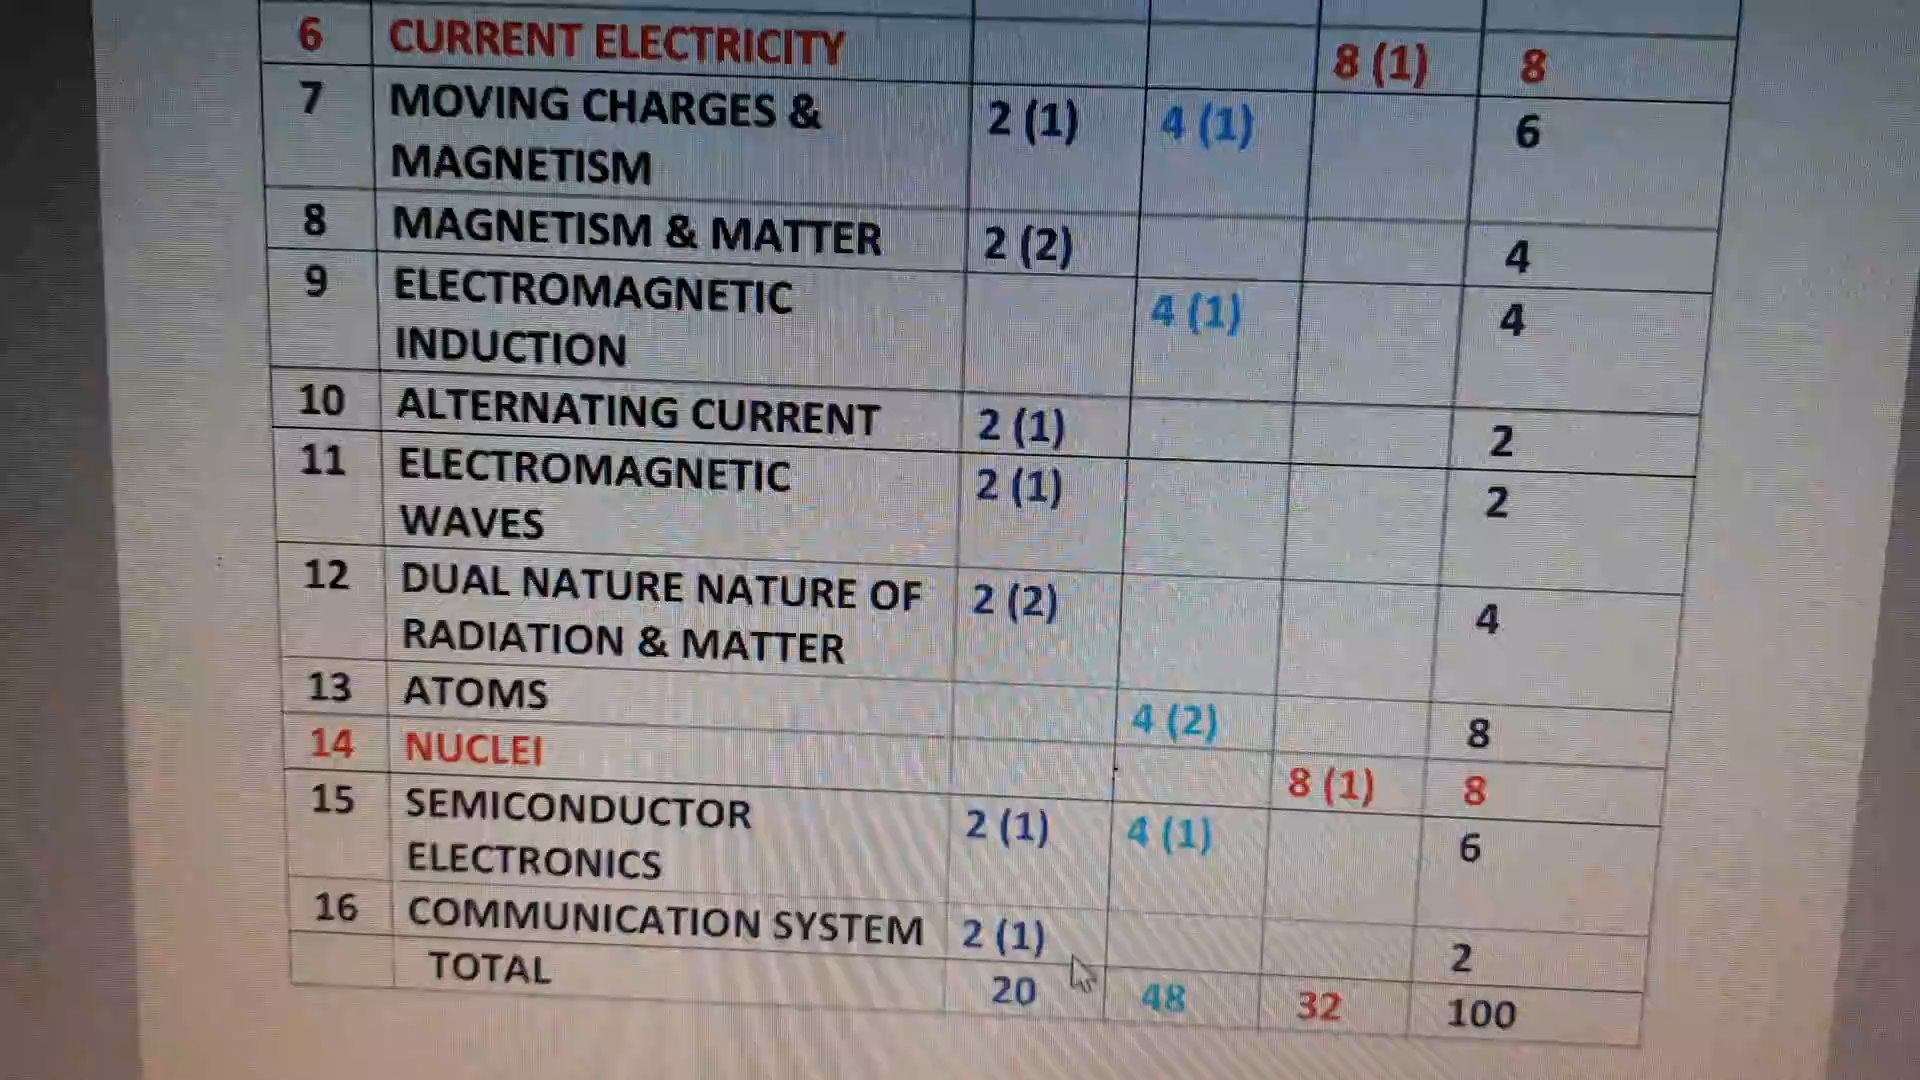 6 CURRENT ELECTRICITY 8 (1) 8
7 MOVING CHARGES & 2 (1) 4 (1) 6
MAGNETISM
8 MAGNETISM & MATTER 2 (2) 4
9 ELECTROMAGNETIC 4 (1) 4
INDUCTION
10 ALTERNATING CURRENT 2 (1) 2
11 ELECTROMAGNETIC 2 (1) 2
WAVES
12 DUAL NATURE NATURE OF 2 (2) 4
RADIATION & MATTER
13 ATOMS 4 (2) 8
14 NUCLEI 8 (1) 8
15 SEMICONDUCTOR 2 (1) 4 (1) 6
ELECTRONICS
16 COMMUNICATION SYSTEM 2 (1) 2
TOTAL 20 48 32 100